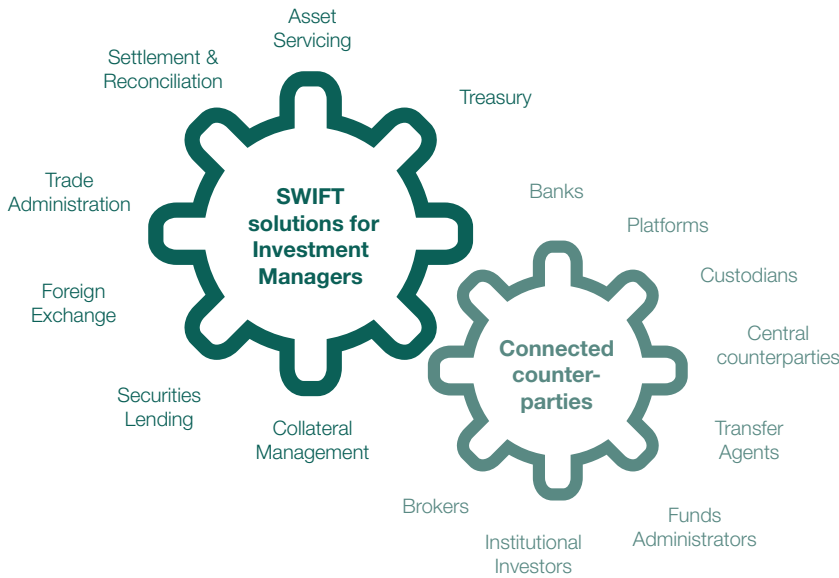 Asset
Servicing
Settlement &
Reconciliation
Treasury
Trade
Administration
SWIFT
solutions for
Investment
Managers
Foreign
Exchange
Securities
Lending
Collateral
Management
Banks
Platforms
Custodians
Central
counterparties
Connected
counter-
parties
Transfer
Agents
Funds
Administrators
Institutional
Investors
Brokers